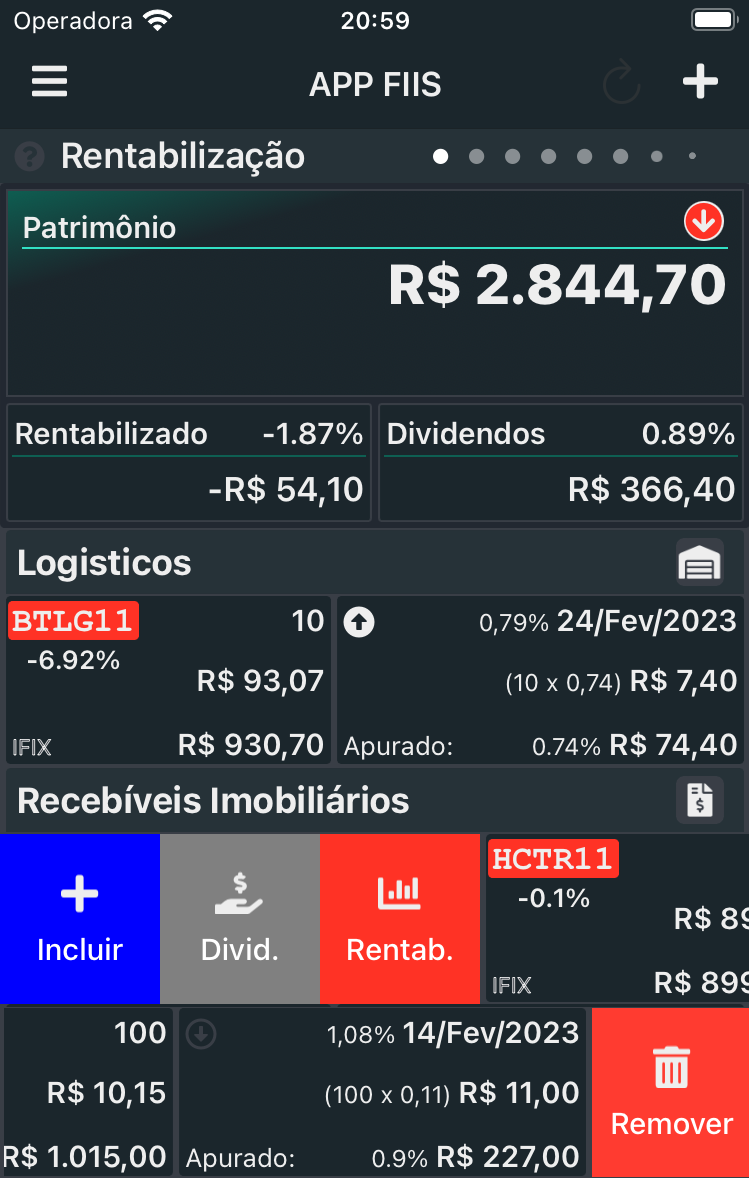 Operadora 20:59
APP FIIS
? Rentabilização
Patrimônio
R$ 2.844,70
Rentabilizado -1.87%
-R$ 54,10
Dividendos 0.89%
R$ 366,40
Logisticos
BTLG11 10
-6.92%
R$ 93,07
IFIX R$ 930,70
0,79% 24/Fev/2023
(10 x 0,74) R$ 7,40
Apurado: 0.74% R$ 74,40
Recebíveis Imobiliários
Incluir
Divid.
Rentab.
HCTR11
-0.1%
R$ 89
IFIX R$ 899
100
R$ 10,15
R$ 1.015,00
1,08% 14/Fev/2023
(100 x 0,11) R$ 11,00
Apurado: 0.9% R$ 227,00
Remover